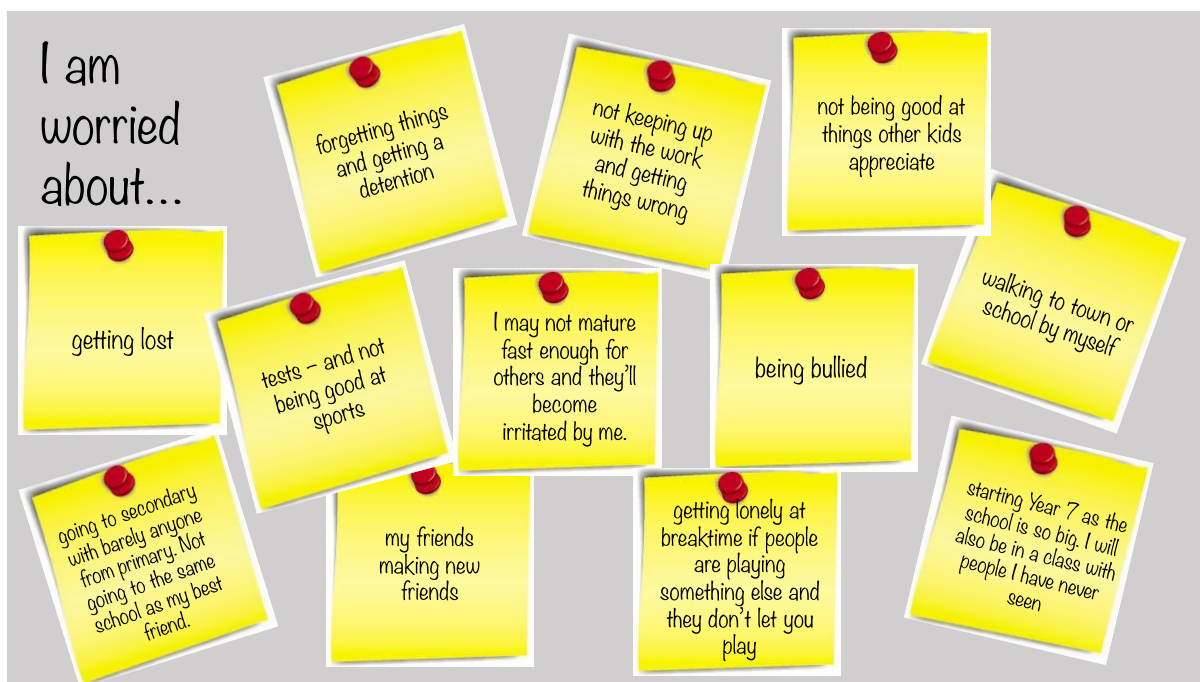 I am
worried
about...
forgetting things
and getting a
detention
not keeping up
with the work
and getting
things wrong
not being good at
things other kids
appreciate
walking to town or
school by myself
getting lost
tests – and not
being good at
sports
I may not mature
fast enough for
others and they'll
become
irritated by me.
being bullied
going to secondary
with barely anyone
from primary. Not
going to the same
school as my best
friend.
my friends
making new
friends
getting lonely at
breaktime if people
are playing
something else and
they don't let you
play
starting Year 7 as the
school is so big. I will
also be in a class with
people I have never
seen